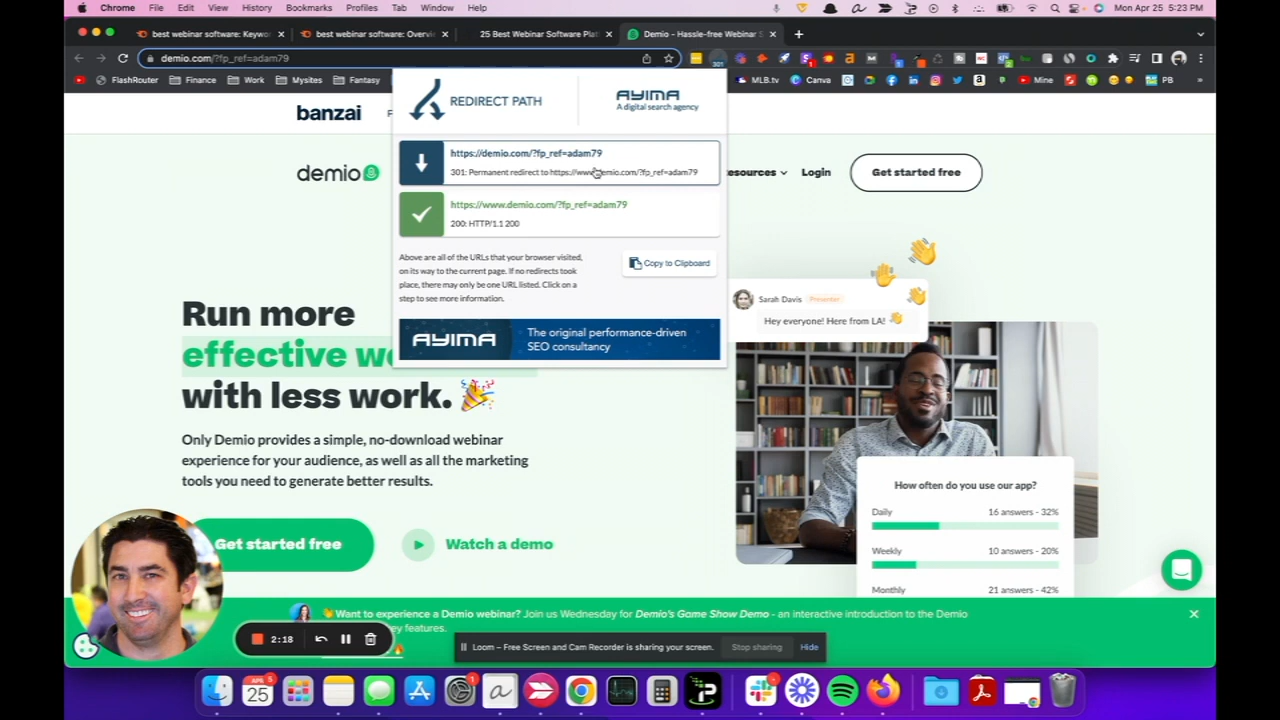 Chrome File Edit View History Bookmarks Profiles Tab Window Help Mon Apr 25 5:23 PM
best webinar software: Keywo best webinar software: Overvie 25 Best Webinar Software Plat Demio - Hassle-free Webinar S
demio.com/?fp_ref=adam79
FlashRouter Finance Work Mysites Fantasy MLB.tv Canva Mine PB
banzai
REDIRECT PATH
AYIMA
A digital search agency
https://demio.com/?fp_ref=adam79
301: Permanent redirect to https://www.demio.com/?fp_ref=adam79
https://www.demio.com/?fp_ref=adam79
200: HTTP/1.1 200
Above are all of the URLs that your browser visited,
on its way to the current page. If no redirects took
place, there may only be one URL listed. Click on a
step to see more information.
Copy to Clipboard
AYIMA
The original performance-driven
SEO consultancy
demio
esources
Login
Get started free
Run more
effective we
with less work.
Only Demio provides a simple, no-download webinar
experience for your audience, as well as all the marketing
tools you need to generate better results.
Get started free
Watch a demo
Sarah Davis Presenter
Hey everyone! Here from LA!
How often do you use our app?
Daily 16 answers - 32%
Weekly 10 answers - 20%
Monthly 21 answers - 42%
Want to experience a Demio webinar? Join us Wednesday for Demio's Game Show Demo - an interactive introduction to the Demio
key features.
2:18
Loom – Free Screen and Cam Recorder is sharing your screen.
Stop sharing
Hide
APR
25